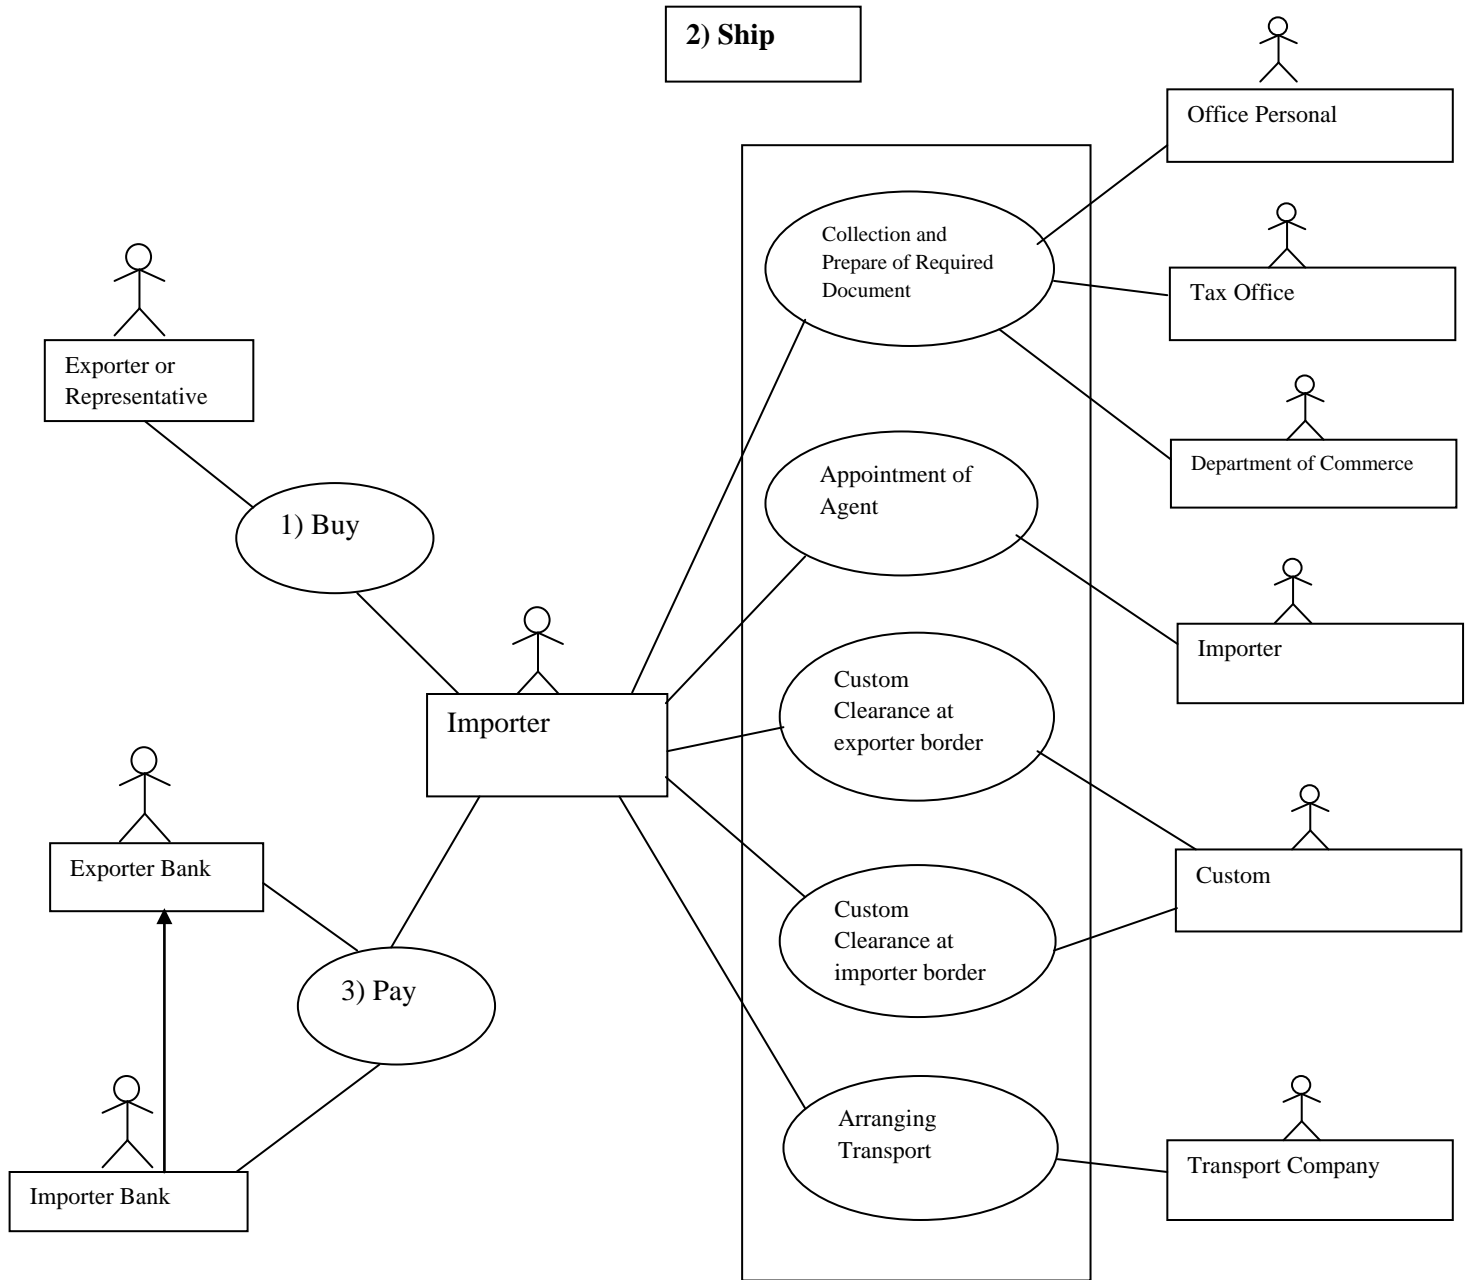 2) Ship
Office Personal
Collection and
Prepare of Required
Document
Tax Office
Exporter or
Representative
Department of Commerce
Appointment of
Agent
1) Buy
Importer
Importer
Custom
Clearance at
exporter border
Exporter Bank
Custom
Custom
Clearance at
importer border
3) Pay
Arranging
Transport
Transport Company
Importer Bank